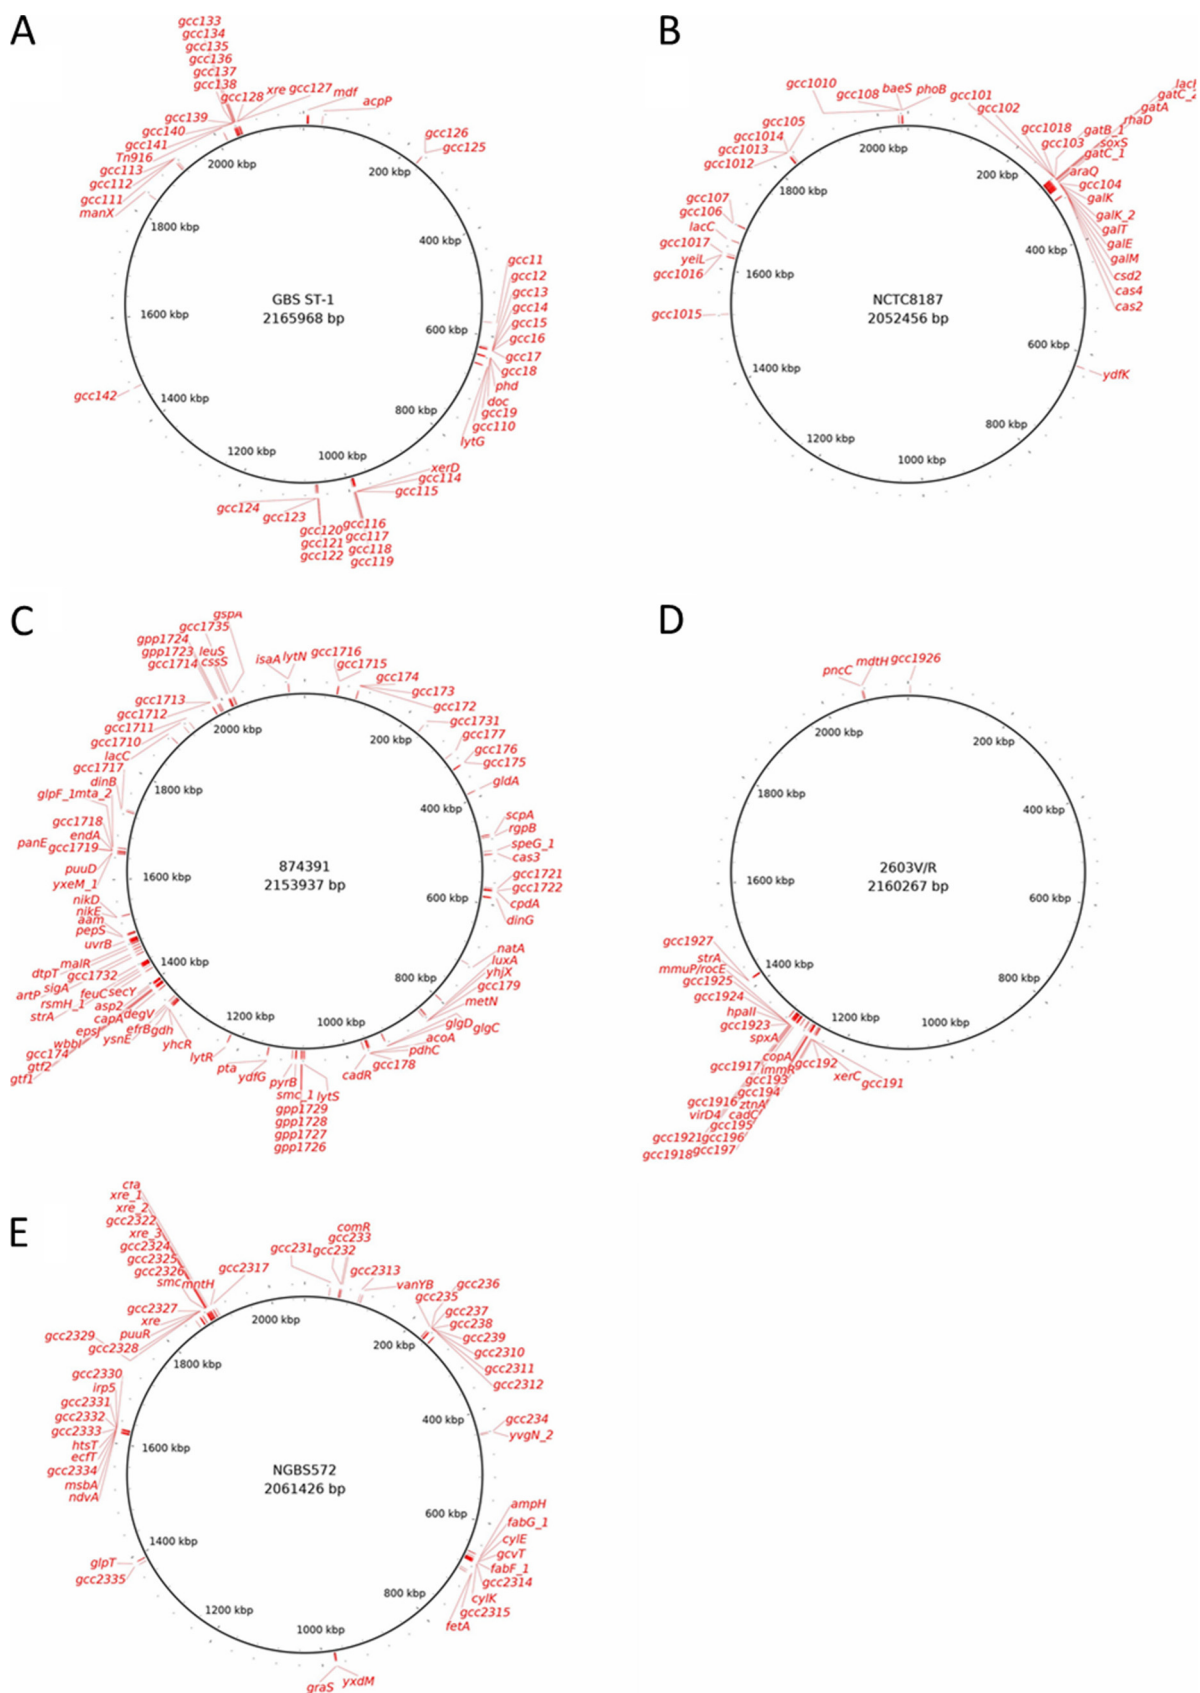 A
gcc133
gcc134
gcc135
gcc136
gcc137
gcc138
gcc128
xre
gcc127
mdf
acpP
gcc139
gcc140
gcc141
Tn916
gcc113
gcc112
gcc111
manX
gcc126
gcc125
gcc11
gcc12
gcc13
gcc14
gcc15
gcc16
gcc17
gcc18
phd
doc
gcc19
gcc110
lytG
xerD
gcc114
gcc115
gcc116
gcc117
gcc118
gcc119
gcc120
gcc121
gcc122
gcc123
gcc124
gcc142
200 kbp
400 kbp
600 kbp
800 kbp
1000 kbp
1200 kbp
1400 kbp
1600 kbp
1800 kbp
2000 kbp
GBS ST-1
2165968 bp
B
gcc1010
gcc108
baeS
phoB
gcc101
gcc102
gcc1018
gcc103
gatB_1
gatA
rhaD
soxS
gatC_1
araQ
gcc104
galK
galK_2
galT
galE
galM
csd2
cas4
cas2
ydfK
gcc105
gcc1014
gcc1013
gcc1012
gcc107
gcc106
lacC
gcc1017
yeiL
gcc1016
gcc1015
200 kbp
400 kbp
600 kbp
800 kbp
1000 kbp
1200 kbp
1400 kbp
1600 kbp
1800 kbp
2000 kbp
NCTC8187
2052456 bp
C
gspA
gcc1735
gpp1724
gpp1723
leuS
gcc1714
cssS
isaA
lytN
gcc1716
gcc1715
gcc174
gcc173
gcc172
gcc1731
gcc177
gcc176
gcc175
gldA
scpA
rgpB
speG_1
cas3
gcc1721
gcc1722
cpdA
dinG
natA
luxA
yhjX
gcc179
metN
glgD
glgC
acoA
pdhC
gcc178
cadR
lytS
smc_1
gpp1729
gpp1728
gpp1727
gpp1726
pyrB
ydfG
pta
lytR
yhcR
gdh
efrB
ysnE
degV
asp2
capA
epsJ
wbbI
gcc174
gtf2
gtf1
secY
feuC
gcc1732
sigA
rsmH_1
strA
artP
dtpT
malR
uvrB
pepS
aam
nikE
nikD
yxeM_1
puuD
gcc1719
panE
endA
gcc1718
glpF_1
mta_2
dinB
gcc1717
lacC
gcc1710
gcc1711
gcc1712
gcc1713
200 kbp
400 kbp
600 kbp
800 kbp
1000 kbp
1200 kbp
1400 kbp
1600 kbp
1800 kbp
2000 kbp
874391
2153937 bp
D
pncC
mdtH
gcc1926
gcc1927
strA
mmuP/rocE
gcc1925
gcc1924
hpaII
gcc1923
spxA
copA
gcc1917
immR
gcc192
gcc193
gcc194
gcc1916
ztnA
virD4
cadC
gcc195
gcc1921
gcc196
gcc1918
gcc197
xerC
gcc191
200 kbp
400 kbp
600 kbp
800 kbp
1000 kbp
1200 kbp
1400 kbp
1600 kbp
1800 kbp
2000 kbp
2603V/R
2160267 bp
E
xre_1
xre_2
gcc2322
xre_3
gcc2324
gcc2325
gcc2326
smc
mntH
gcc2317
gcc2327
xre
puuR
gcc2329
gcc2328
gcc2330
irp5
gcc2331
gcc2332
gcc2333
htsT
ecfT
gcc2334
msbA
ndvA
glpT
gcc2335
graS
yxdM
comR
gcc233
gcc231
gcc232
gcc2313
vanYB
gcc236
gcc235
gcc237
gcc238
gcc239
gcc2310
gcc2311
gcc2312
gcc234
yvgN_2
ampH
fabG_1
cylE
gcvT
fabF_1
gcc2314
cylK
gcc2315
fetA
200 kbp
400 kbp
600 kbp
800 kbp
1000 kbp
1200 kbp
1400 kbp
1600 kbp
1800 kbp
2000 kbp
NGBS572
2061426 bp